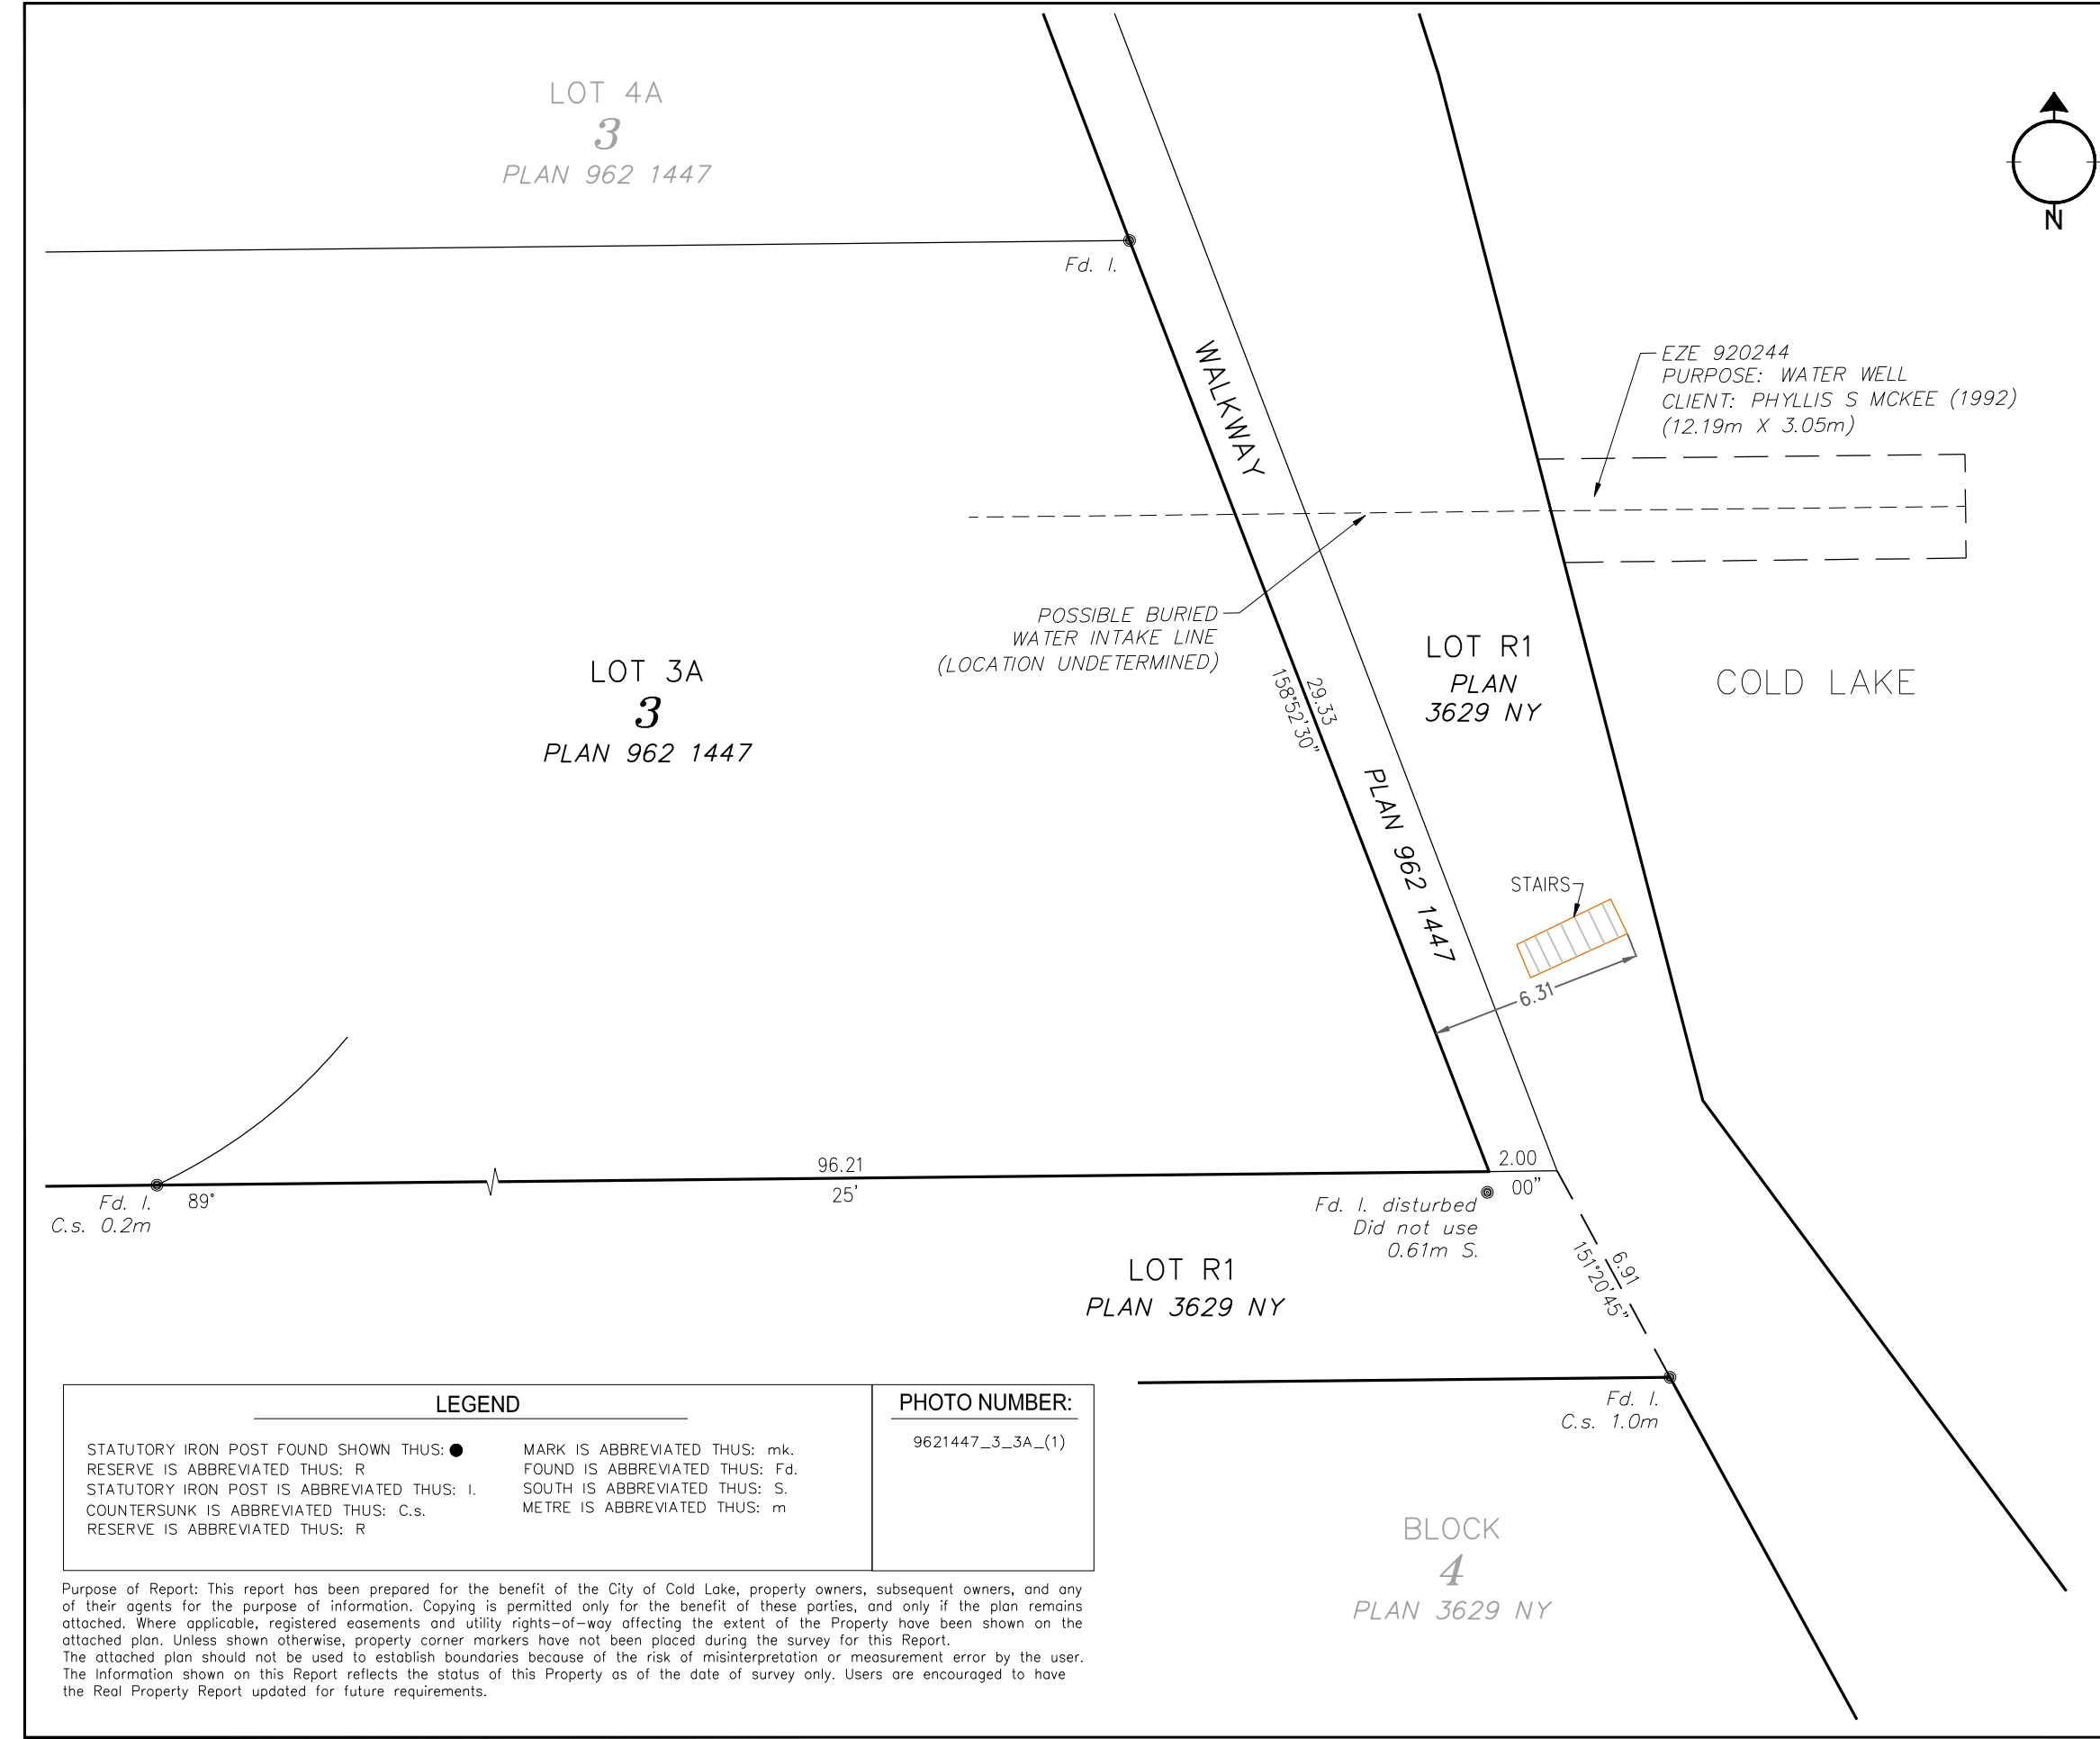 LOT 4A
3
PLAN 962 1447
N
Fd. I.
WALKWAY
EZE 920244
PURPOSE: WATER WELL
CLIENT: PHYLLIS S MCKEE (1992)
(12.19m X 3.05m)
POSSIBLE BURIED
WATER INTAKE LINE
(LOCATION UNDETERMINED)
LOT R1
PLAN
3629 NY
COLD LAKE
LOT 3A
3
PLAN 962 1447
29.33
158°52'30"
PLAN 962 1447
STAIRS
6.31
96.21
2.00
Fd. I.
C.s. 0.2m
89°
25'
00"
Fd. I. disturbed
Did not use
0.61m S.
6.91
151°20'45"
LOT R1
PLAN 3629 NY
Fd. I.
C.s. 1.0m
LEGEND
STATUTORY IRON POST FOUND SHOWN THUS:
RESERVE IS ABBREVIATED THUS: R
STATUTORY IRON POST IS ABBREVIATED THUS: I.
COUNTERSUNK IS ABBREVIATED THUS: C.s.
RESERVE IS ABBREVIATED THUS: R
MARK IS ABBREVIATED THUS: mk.
FOUND IS ABBREVIATED THUS: Fd.
SOUTH IS ABBREVIATED THUS: S.
METRE IS ABBREVIATED THUS: m
PHOTO NUMBER:
9621447_3_3A_(1)
BLOCK
4
PLAN 3629 NY
Purpose of Report: This report has been prepared for the benefit of the City of Cold Lake, property owners, subsequent owners, and any
of their agents for the purpose of information. Copying is permitted only for the benefit of these parties, and only if the plan remains
attached. Where applicable, registered easements and utility rights-of-way affecting the extent of the Property have been shown on the
attached plan. Unless shown otherwise, property corner markers have not been placed during the survey for this Report.
The attached plan should not be used to establish boundaries because of the risk of misinterpretation or measurement error by the user.
The Information shown on this Report reflects the status of this Property as of the date of survey only. Users are encouraged to have
the Real Property Report updated for future requirements.